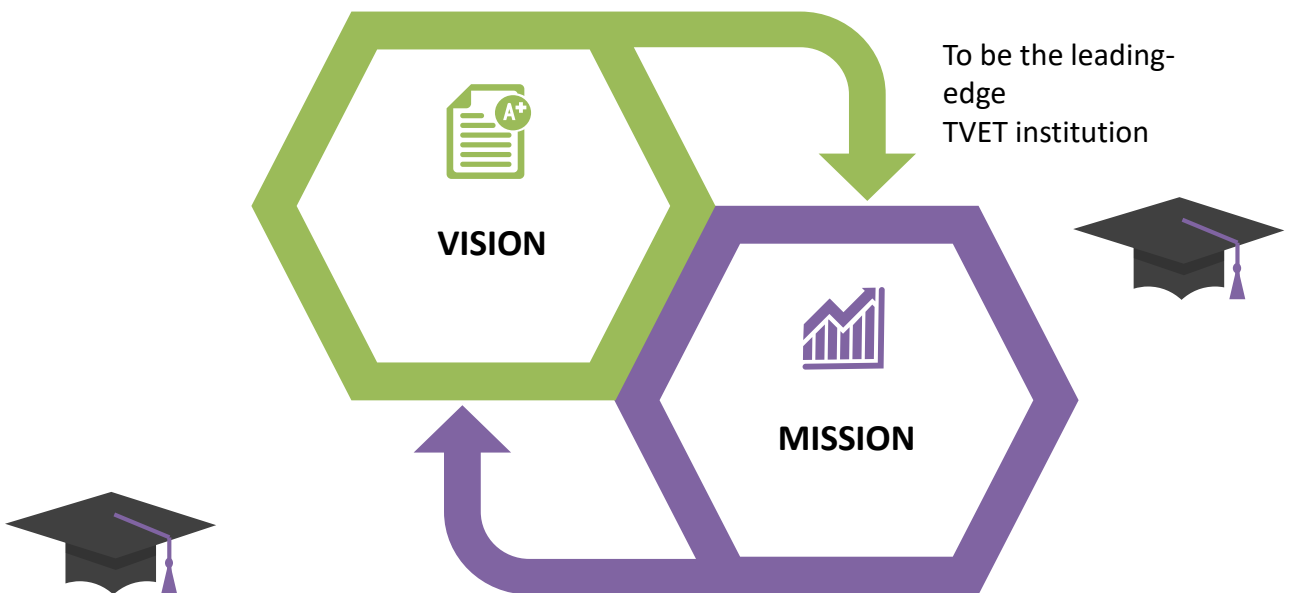 To be the leading-
edge
TVET institution
A+
VISION
MISSION